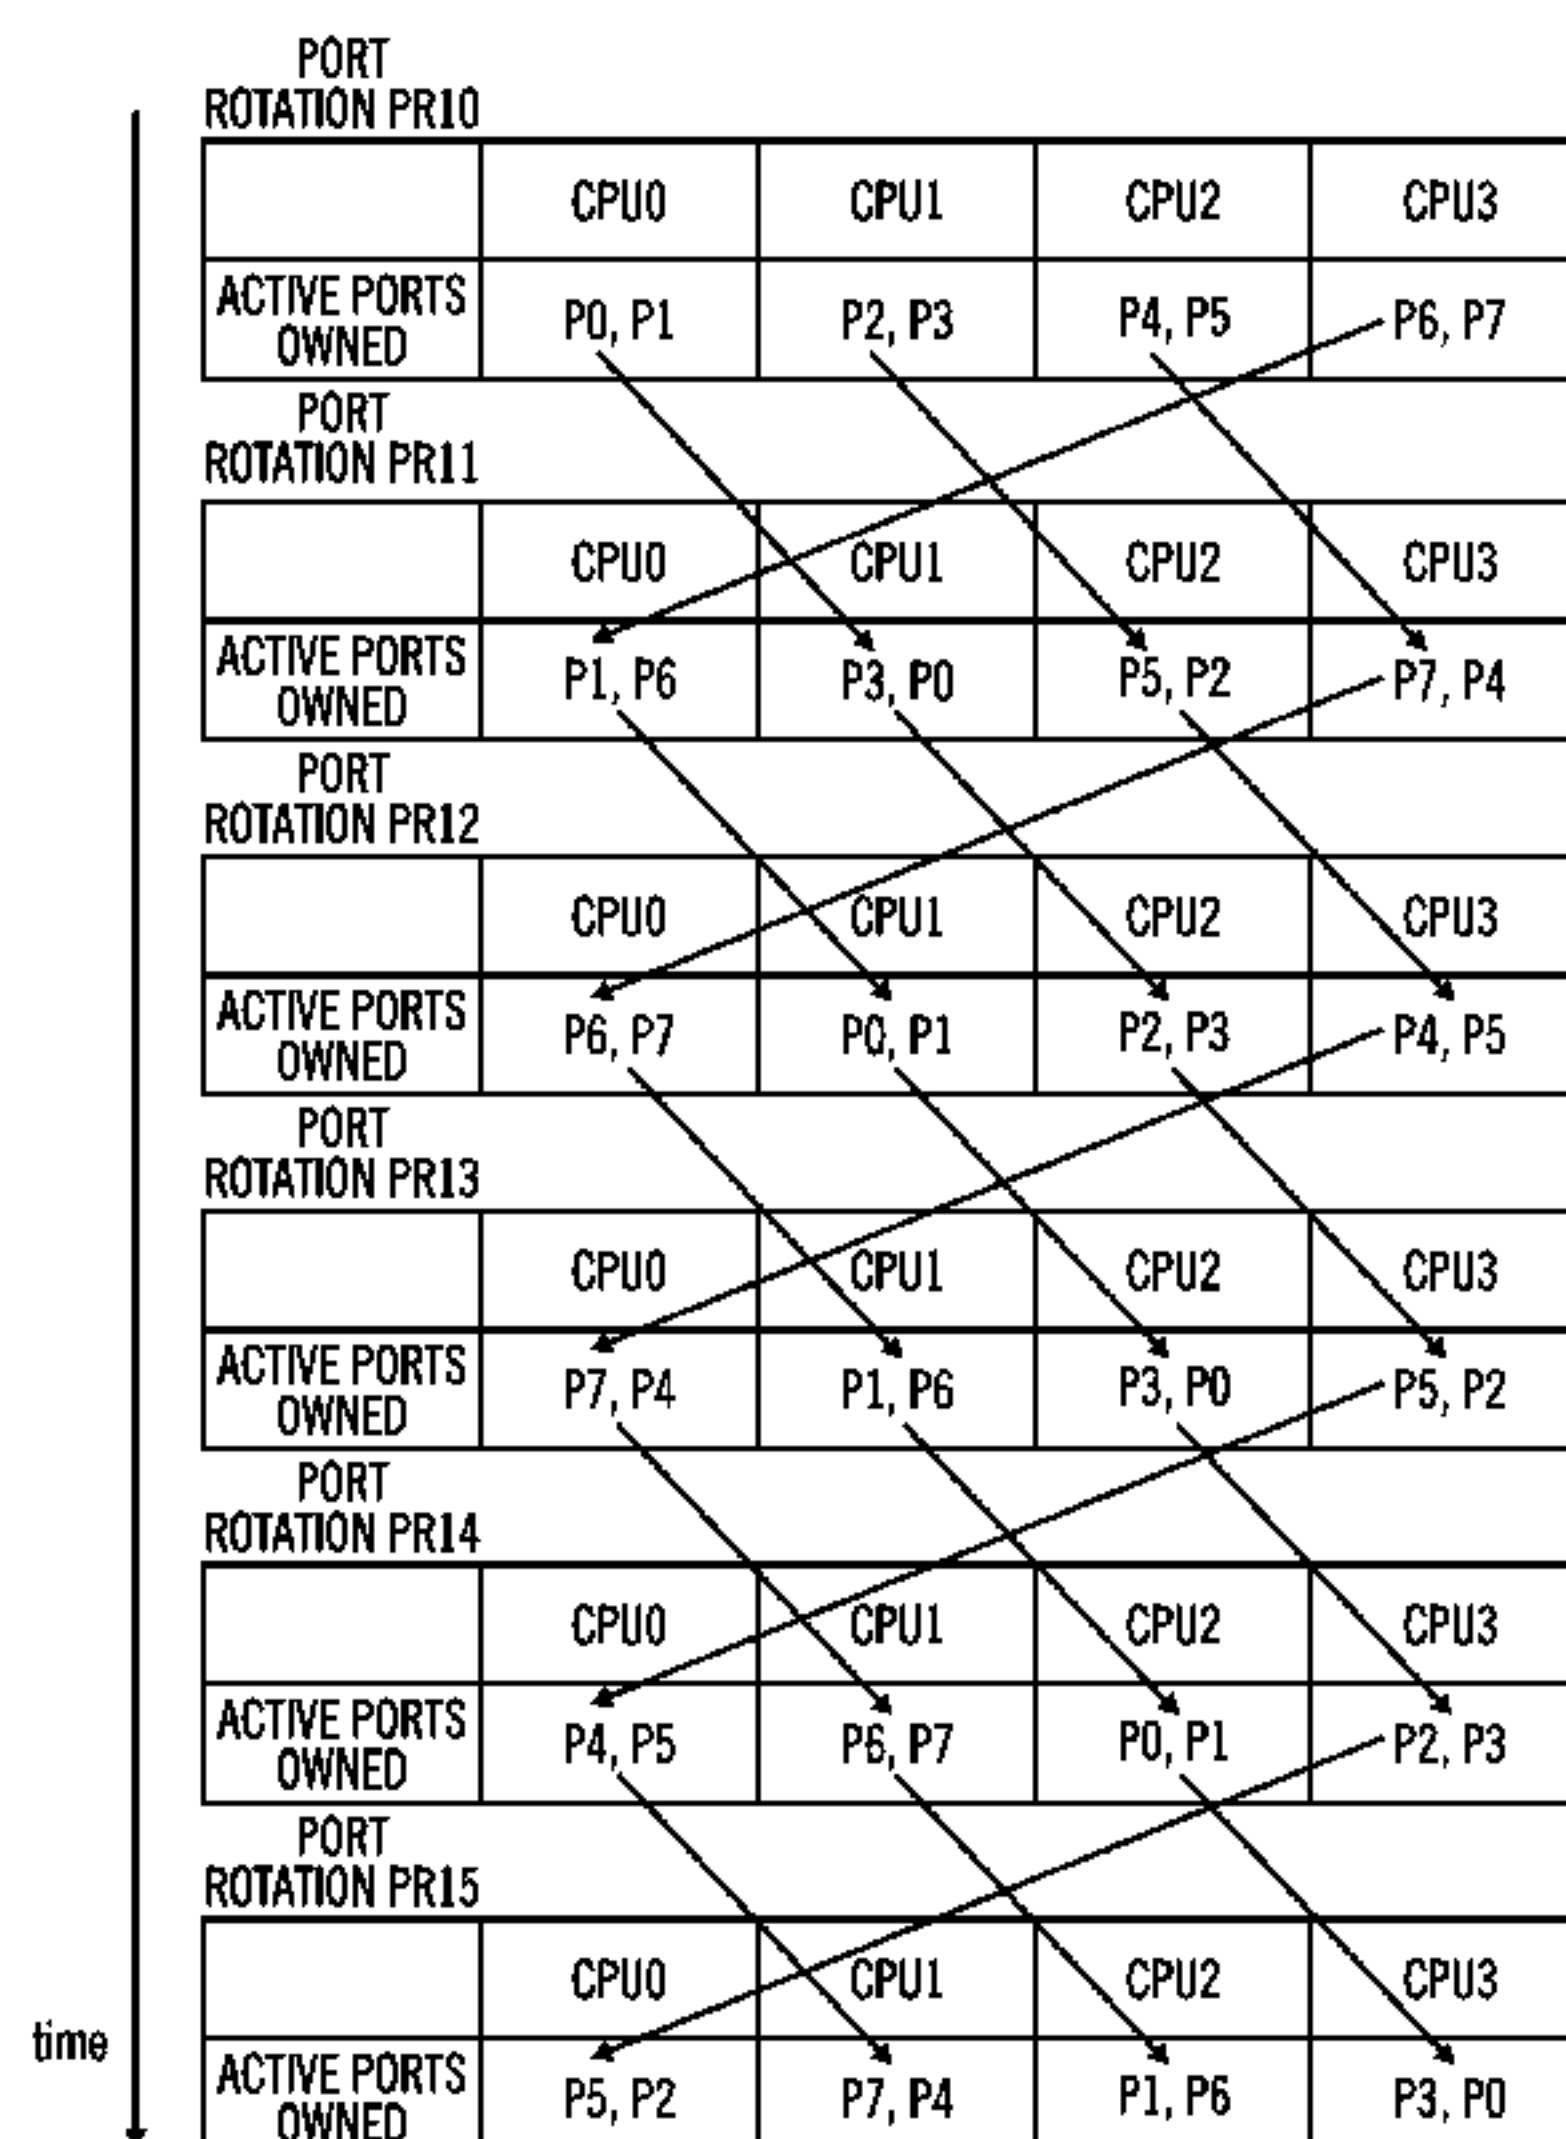 PORT
ROTATION PR10
CPU0 CPU1 CPU2 CPU3
ACTIVE PORTS
OWNED
P0, P1 P2, P3 P4, P5 P6, P7
PORT
ROTATION PR11
CPU0 CPU1 CPU2 CPU3
ACTIVE PORTS
OWNED
P1, P6 P3, P0 P5, P2 P7, P4
PORT
ROTATION PR12
CPU0 CPU1 CPU2 CPU3
ACTIVE PORTS
OWNED
P6, P7 P0, P1 P2, P3 P4, P5
PORT
ROTATION PR13
CPU0 CPU1 CPU2 CPU3
ACTIVE PORTS
OWNED
P7, P4 P1, P6 P3, P0 P5, P2
PORT
ROTATION PR14
CPU0 CPU1 CPU2 CPU3
ACTIVE PORTS
OWNED
P4, P5 P6, P7 P0, P1 P2, P3
PORT
ROTATION PR15
CPU0 CPU1 CPU2 CPU3
time
ACTIVE PORTS
OWNED
P5, P2 P7, P4 P1, P6 P3, P0